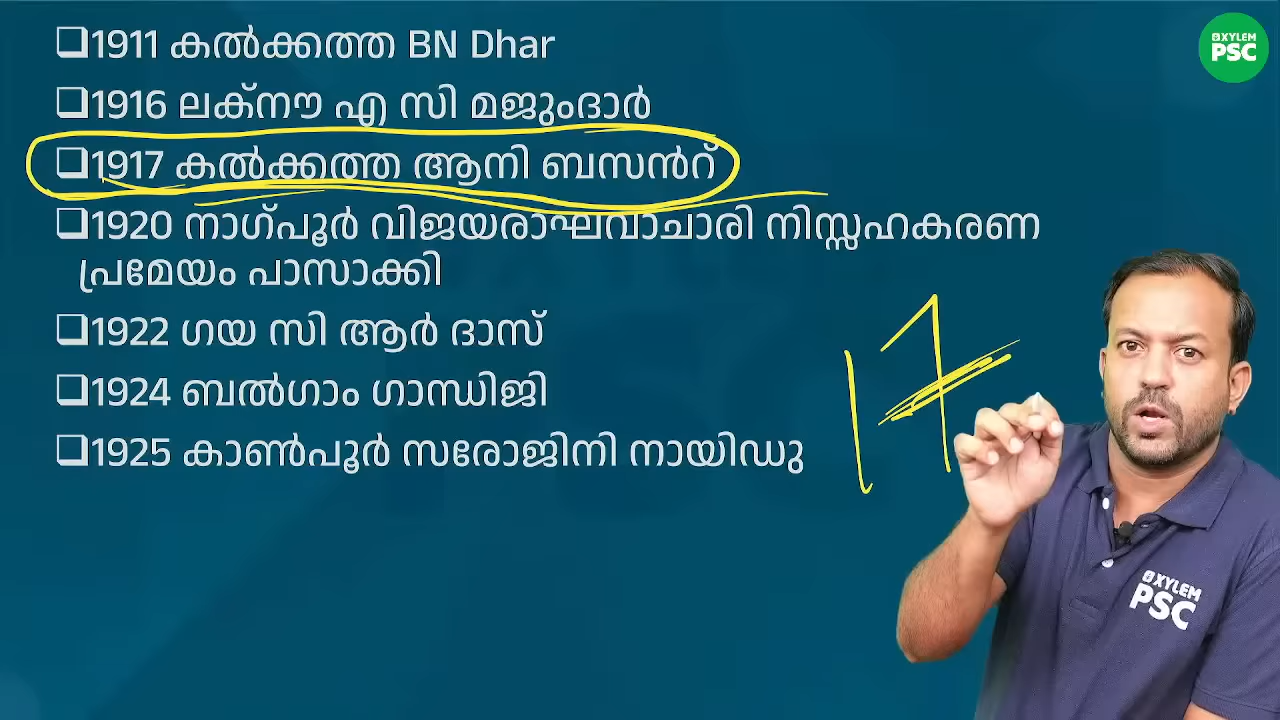 ❑1911 കൽക്കത്ത BN Dhar
❑1916 ലക്നൗ എ സി മജുംദാർ
❑1917 കൽക്കത്ത ആനി ബസൻറ്
❑1920 നാഗ്പൂർ വിജയരാഘവാചാരി നിസ്സഹകരണ
പ്രമേയം പാസാക്കി
❑1922 ഗയ സി ആർ ദാസ്
❑1924 ബൽഗാം ഗാന്ധിജി
❑1925 കാൺപൂർ സരോജിനി നായിഡു
17
XYLEM
PSC
XYLEM
PSC